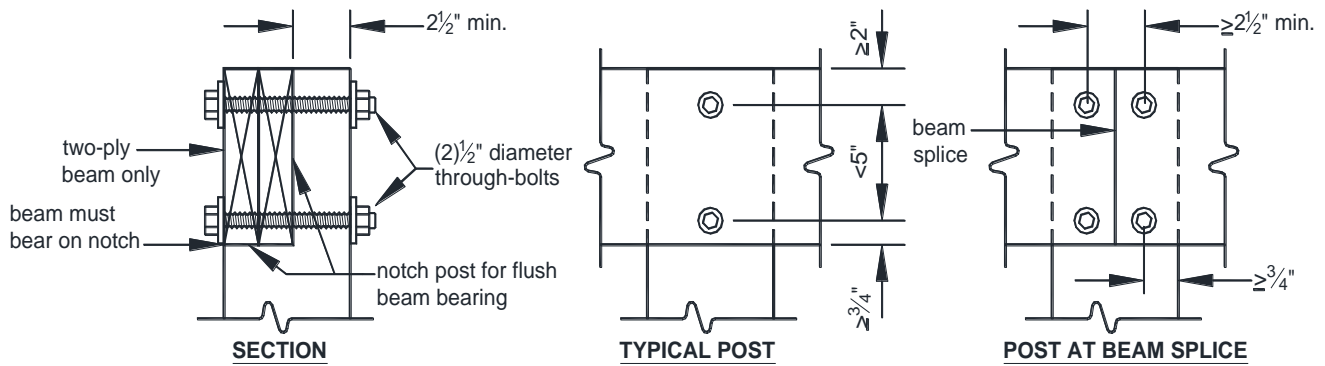 2½" min.
two-ply
beam only
beam must
bear on notch
(2)½" diameter
through-bolts
notch post for flush
beam bearing
SECTION
≥2"
<5"
≥¾"
TYPICAL POST
≥2½" min.
beam
splice
≥¾"
POST AT BEAM SPLICE